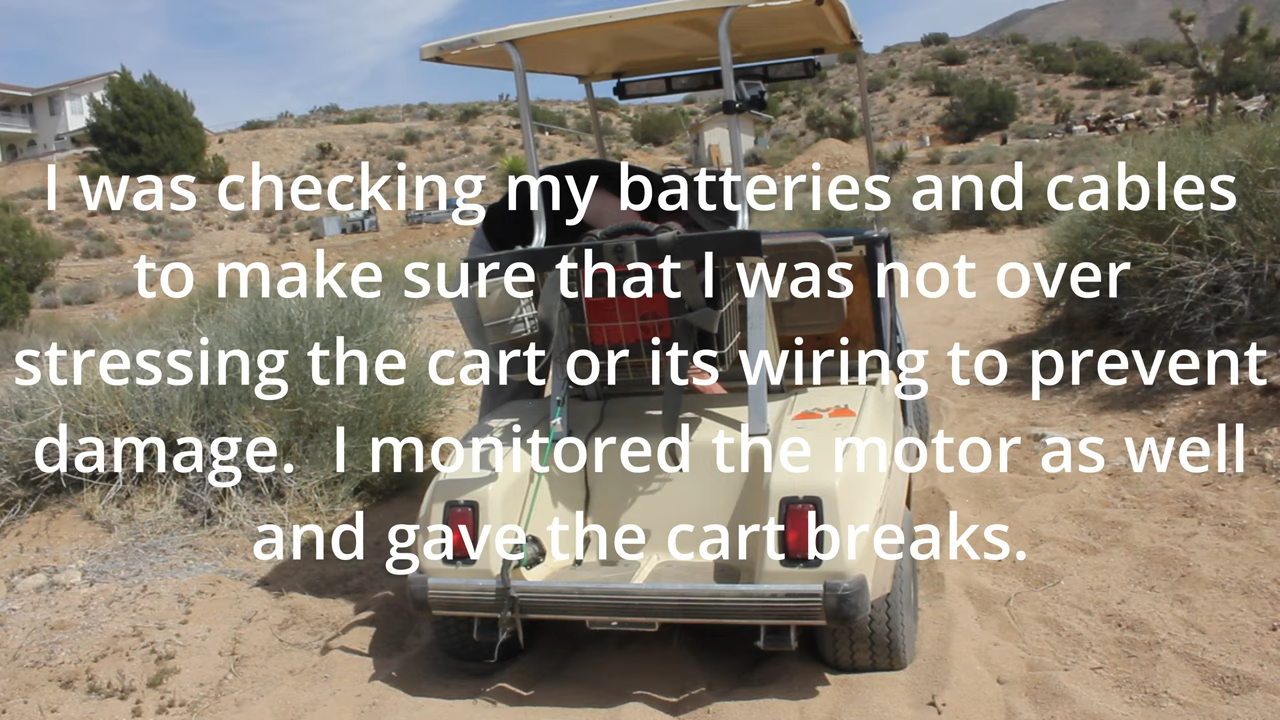 I was checking my batteries and cables
to make sure that I was not over
stressing the cart or its wiring to prevent
damage.  I monitored the motor as well
and gave the cart breaks.